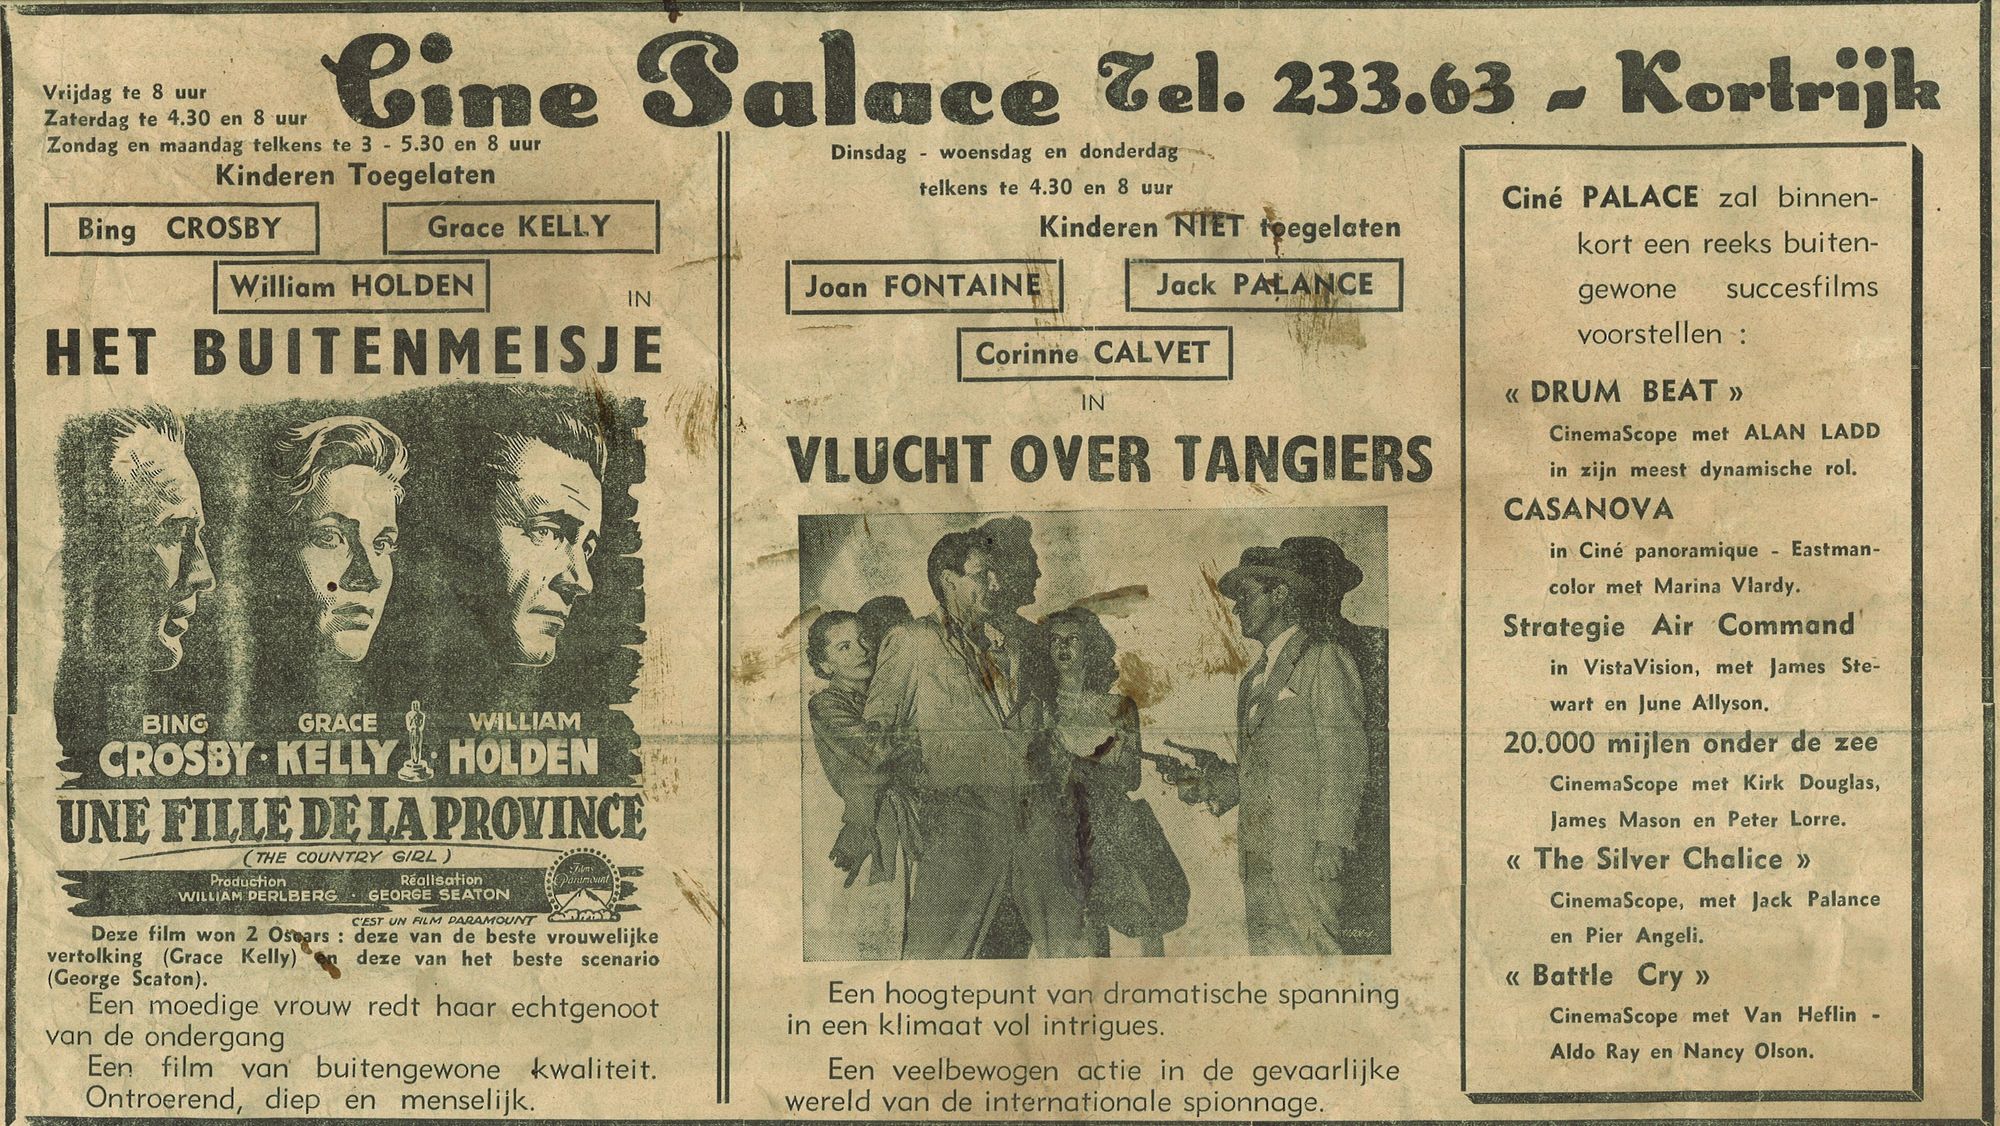 Cine Palace Tel. 233.63 - Kortrijk
Vrijdag te 8 uur
Zaterdag te 4.30 en 8 uur
Zondag en maandag telkens te 3 - 5.30 en 8 uur
Kinderen Toegelaten
Bing CROSBY
Grace KELLY
William HOLDEN
IN
HET BUITENMEISJE
BING
CROSBY ·
GRACE
KELLY ·
WILLIAM
HOLDEN
UNE FILLE DE LA PROVINCE
(THE COUNTRY GIRL)
Production
WILLIAM PERLBERG ·
Réalisation
GEORGE SEATON
Films
Paramount
C'EST UN FILM PARAMOUNT
Deze film won 2 Oscars : deze van de beste vrouwelijke
vertolking (Grace Kelly) en deze van het beste scenario
(George Scaton).
Een moedige vrouw redt haar echtgenoot
van de ondergang
Een film van buitengewone kwaliteit.
Ontroerend, diep en menselijk.
Dinsdag - woensdag en donderdag
telkens te 4.30 en 8 uur
Kinderen NIET toegelaten
Joan FONTAINE
Jack PALANCE
Corinne CALVET
IN
VLUCHT OVER TANGIERS
Een hoogtepunt van dramatische spanning
in een klimaat vol intrigues.
Een veelbewogen actie in de gevaarlijke
wereld van de internationale spionnage.
Ciné PALACE zal binnen-
kort een reeks buiten-
gewone succesfilms
voorstellen :
« DRUM BEAT »
CinemaScope met ALAN LADD
in zijn meest dynamische rol.
CASANOVA
in Ciné panoramique - Eastman-
color met Marina Vlardy.
Strategie Air Command
in VistaVision, met James Ste-
wart en June Allyson.
20.000 mijlen onder de zee
CinemaScope met Kirk Douglas,
James Mason en Peter Lorre.
« The Silver Chalice »
CinemaScope, met Jack Palance
en Pier Angeli.
« Battle Cry »
CinemaScope met Van Heflin -
Aldo Ray en Nancy Olson.